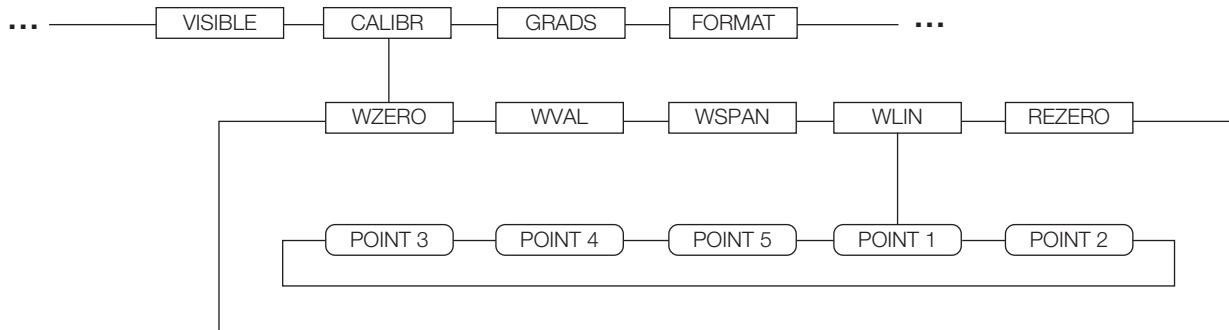 ... VISIBLE CALIBR GRADS FORMAT ...
WZERO WVAL WSPAN WLIN REZERO
POINT 3 POINT 4 POINT 5 POINT 1 POINT 2